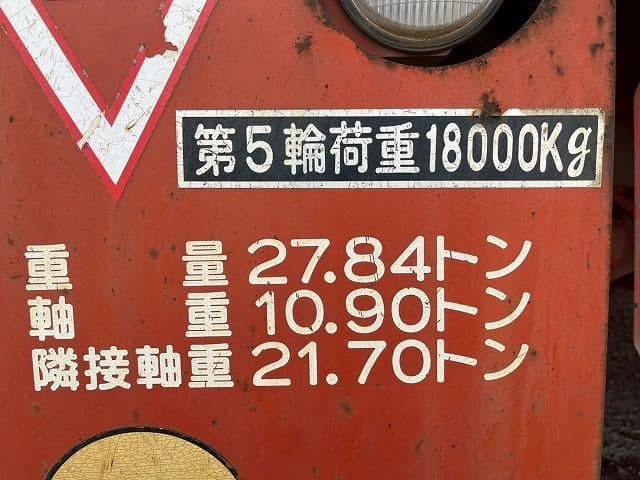 第5輪荷重18000Kg
重量 27.84トン
軸重 10.90トン
隣接軸重 21.70トン